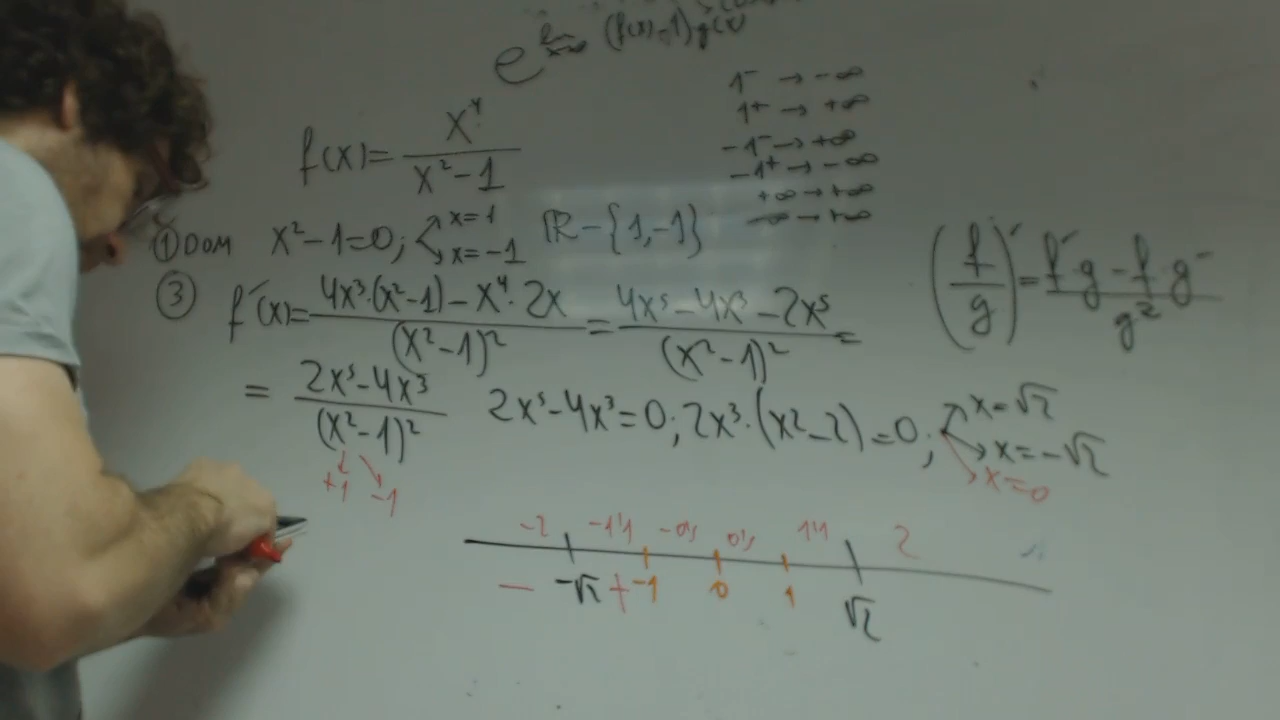 e^{lim x→∞ (f(x)-1)g(x)}
1⁻ → -∞
1⁺ → +∞
-1⁻ → +∞
-1⁺ → -∞
+∞ → +∞
-∞ → +∞
f(x) = x⁴ / (x²-1)
① DOM x²-1=0; x=1 x=-1 ℝ-{1,-1}
(f/g)´ = (f´g - f g´) / g²
③ f´(x) = (4x³·(x²-1) - x⁴·2x) / (x²-1)² = (4x⁵-4x³-2x⁵) / (x²-1)² =
= (2x⁵-4x³) / (x²-1)² 2x⁵-4x³=0; 2x³·(x²-2)=0; x=√2 x=-√2 x=0
+1 -1
-2 -1'1 -0'5 0'5 1'1 2
− -√2 + -1 0 1 √2